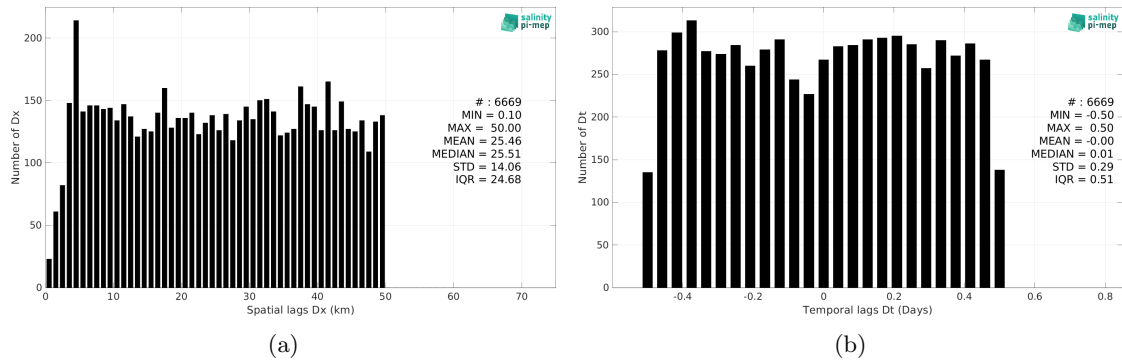 salinity
pi-mep
200
150
100
50
0
Number of Dx
# : 6669
MIN = 0.10
MAX = 50.00
MEAN = 25.46
MEDIAN = 25.51
STD = 14.06
IQR = 24.68
0 10 20 30 40 50 60 70
Spatial lags Dx (km)
(a)
salinity
pi-mep
300
250
200
150
100
50
0
Number of Dt
# : 6669
MIN = -0.50
MAX = 0.50
MEAN = -0.00
MEDIAN = 0.01
STD = 0.29
IQR = 0.51
-0.4 -0.2 0 0.2 0.4 0.6 0.8
Temporal lags Dt (Days)
(b)